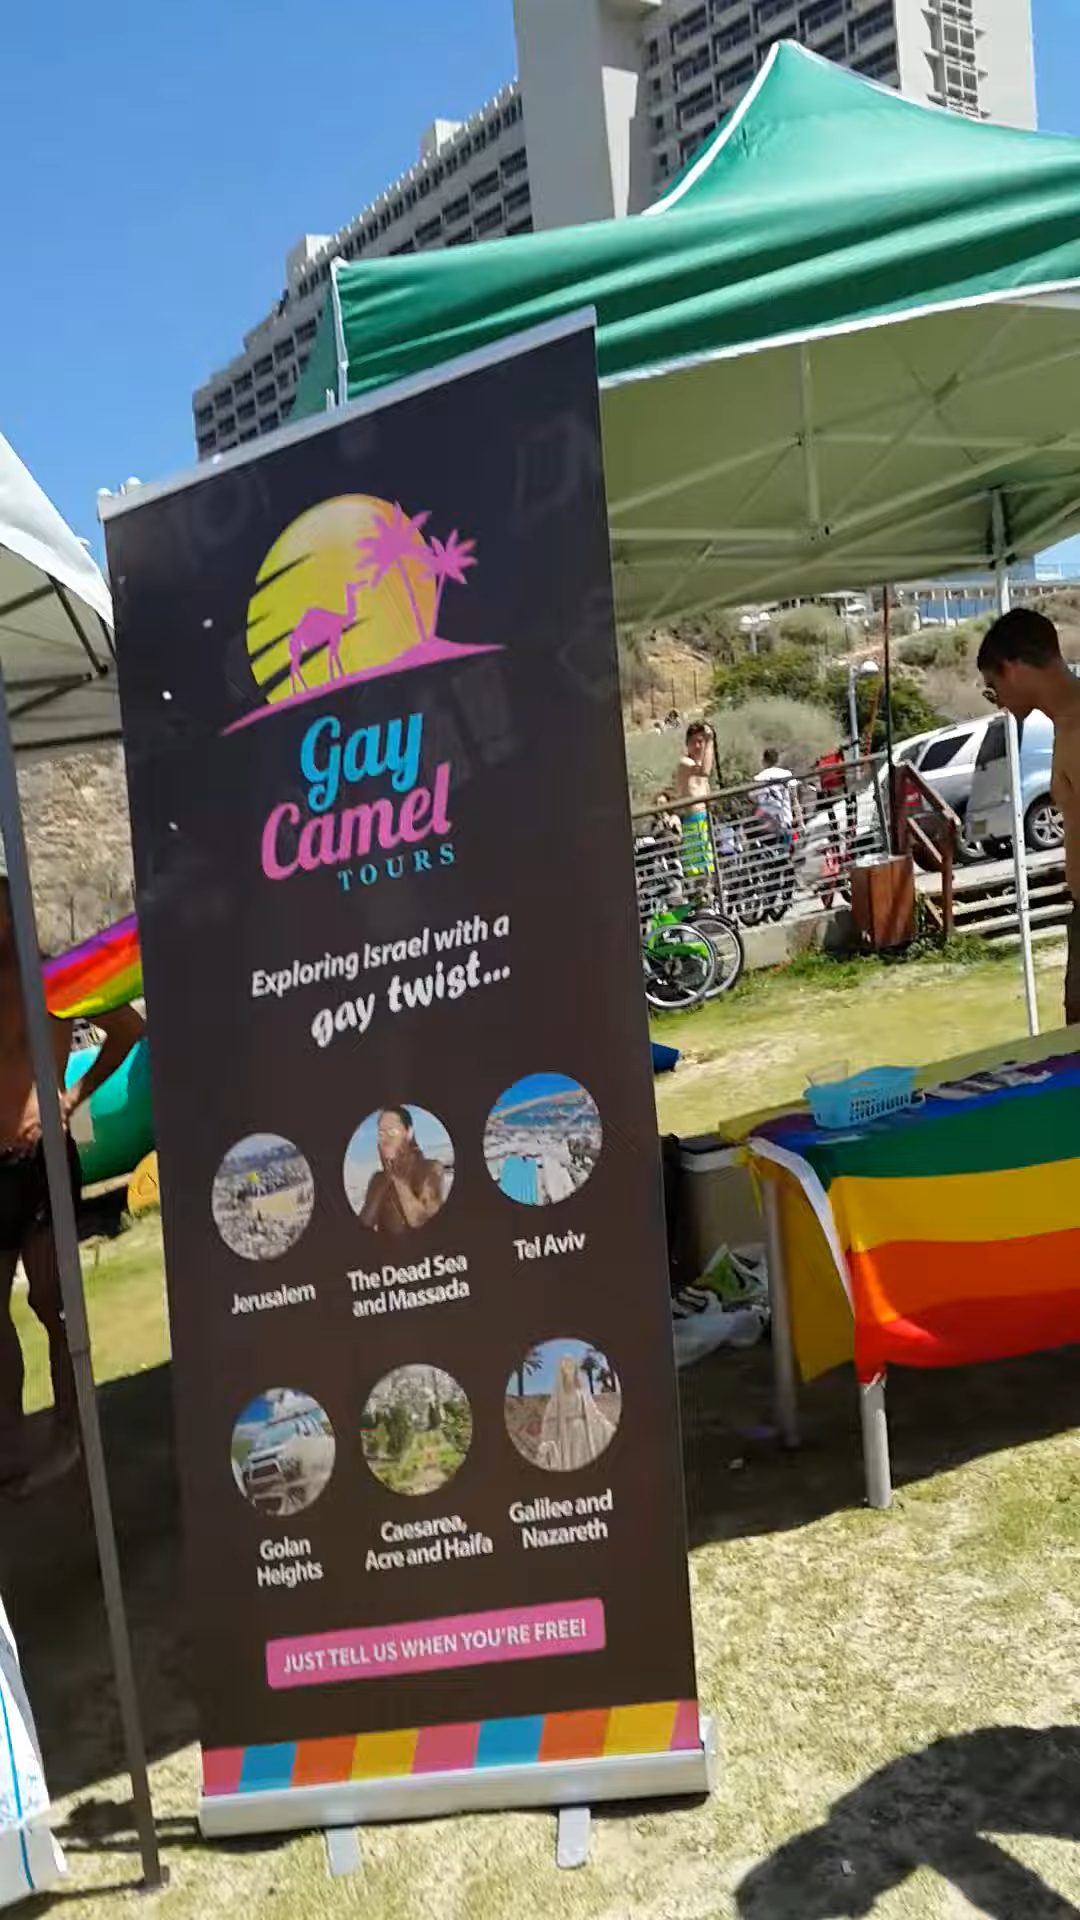 Gay
Camel
TOURS
Exploring Israel with a
gay twist...
Jerusalem
The Dead Sea
and Massada
Tel Aviv
Golan
Heights
Caesarea,
Acre and Haifa
Galilee and
Nazareth
JUST TELL US WHEN YOU'RE FREE!